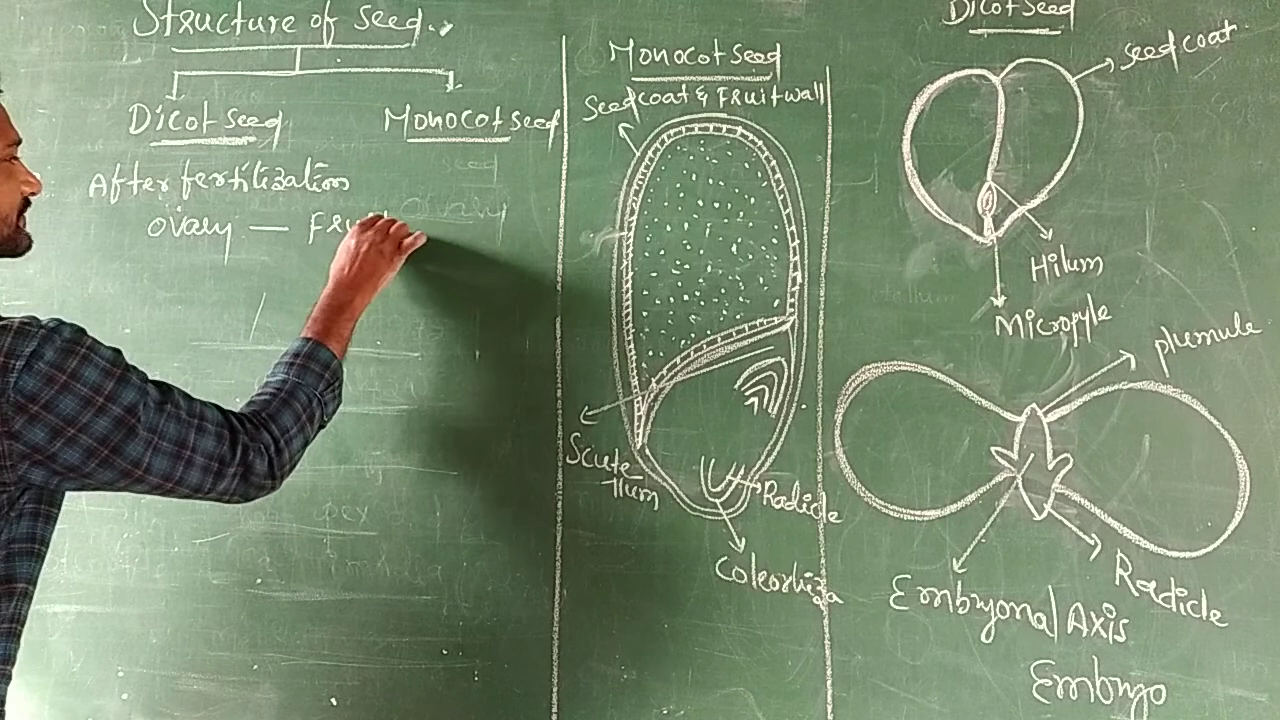 Structure of seed.
Dicot seed
Monocot seed
After fertilization
ovary —
Monocot seed
Seed coat & Fruit wall
Scute-
llum
Radicle
Coleorhiza
Dicot Seed
seed coat
Hilum
Micropyle
plumule
Radicle
Embryonal Axis
Embryo